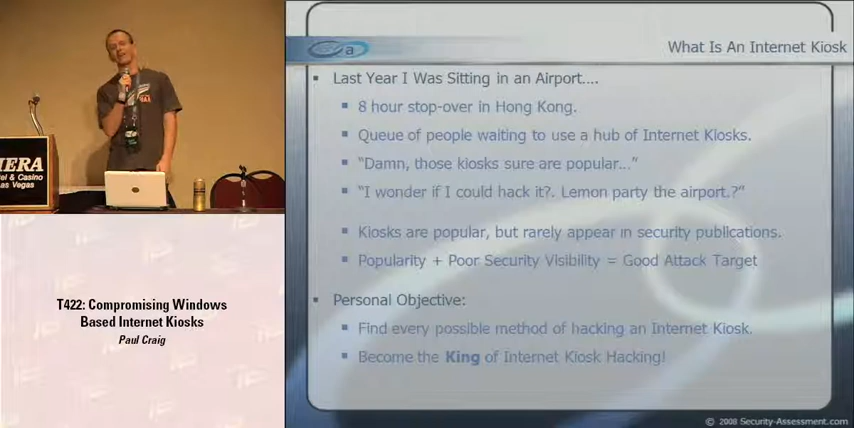 IERA
el & Casino
as Vegas
T422: Compromising Windows
Based Internet Kiosks
Paul Craig
a
What Is An Internet Kiosk
Last Year I Was Sitting in an Airport....
8 hour stop-over in Hong Kong.
Queue of people waiting to use a hub of Internet Kiosks.
“Damn, those kiosks sure are popular...”
“I wonder if I could hack it?. Lemon party the airport.?”
Kiosks are popular, but rarely appear in security publications.
Popularity + Poor Security Visibility = Good Attack Target
Personal Objective:
Find every possible method of hacking an Internet Kiosk.
Become the King of Internet Kiosk Hacking!
© 2008 Security-Assessment.com